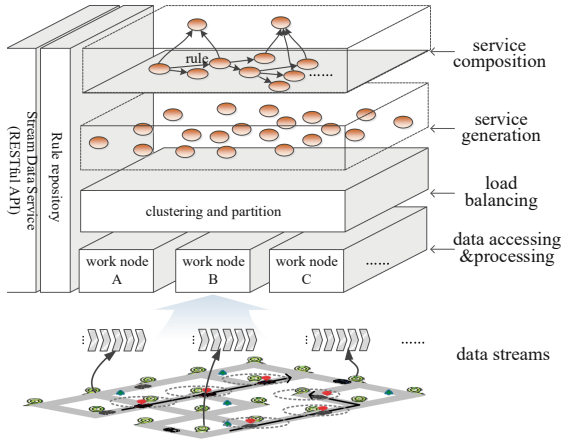 rule
......
service
composition
service
generation
Stream Data Service
(RESTful API)
Rule repository
clustering and partition
load
balancing
work node
A
work node
B
work node
C
......
data accessing
&processing
......
data streams